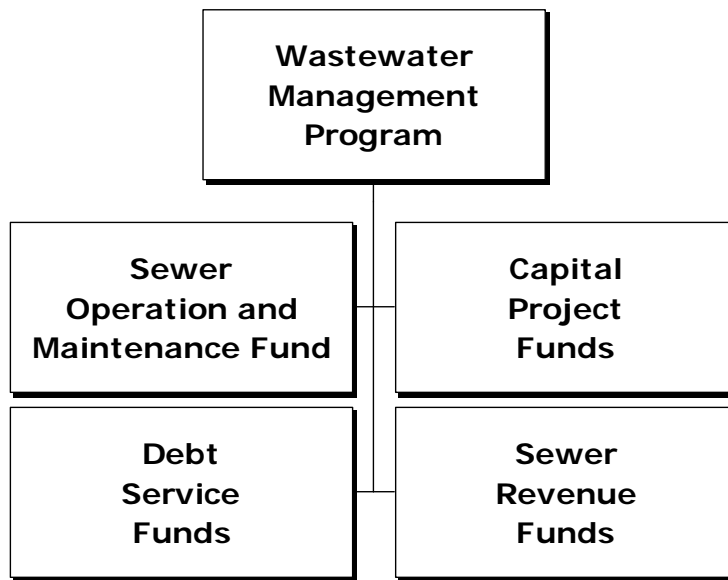 Wastewater
Management
Program
Sewer
Operation and
Maintenance Fund
Capital
Project
Funds
Debt
Service
Funds
Sewer
Revenue
Funds